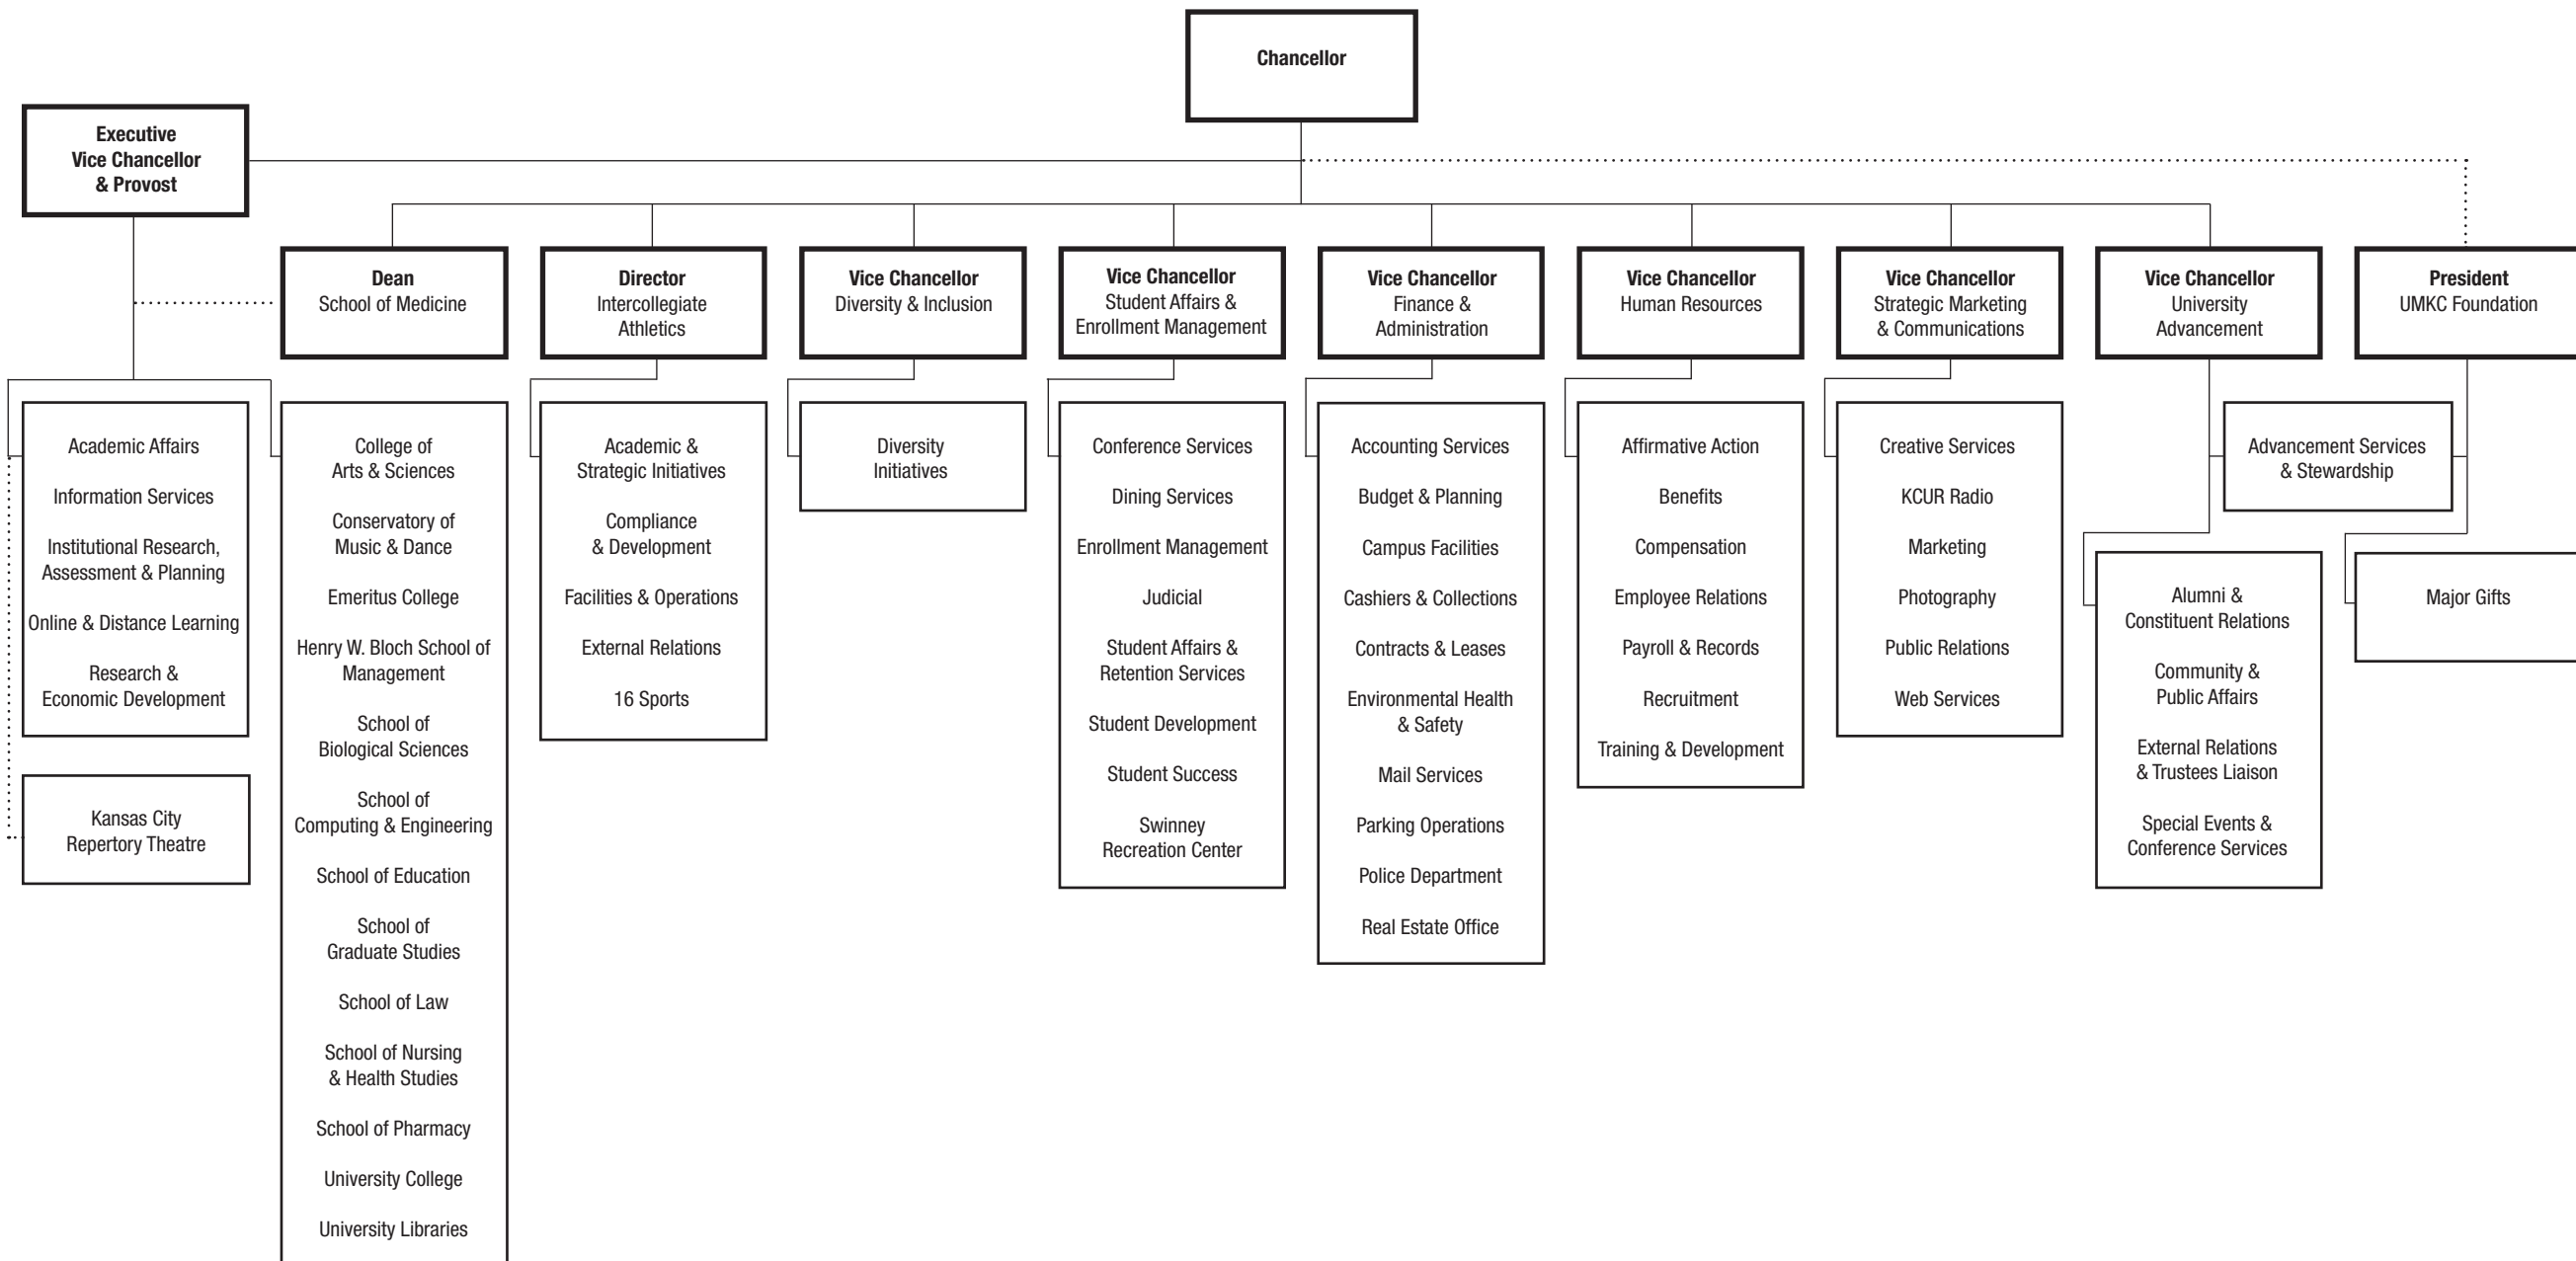 Chancellor
Executive
Vice Chancellor
& Provost
Dean
School of Medicine
Director
Intercollegiate
Athletics
Vice Chancellor
Diversity & Inclusion
Vice Chancellor
Student Affairs &
Enrollment Management
Vice Chancellor
Finance &
Administration
Vice Chancellor
Human Resources
Vice Chancellor
Strategic Marketing
& Communications
Vice Chancellor
University
Advancement
President
UMKC Foundation
Academic Affairs
Information Services
Institutional Research,
Assessment & Planning
Online & Distance Learning
Research &
Economic Development
Kansas City
Repertory Theatre
College of
Arts & Sciences
Conservatory of
Music & Dance
Emeritus College
Henry W. Bloch School of
Management
School of
Biological Sciences
School of
Computing & Engineering
School of Education
School of
Graduate Studies
School of Law
School of Nursing
& Health Studies
School of Pharmacy
University College
University Libraries
Academic &
Strategic Initiatives
Compliance
& Development
Facilities & Operations
External Relations
16 Sports
Diversity
Initiatives
Conference Services
Dining Services
Enrollment Management
Judicial
Student Affairs &
Retention Services
Student Development
Student Success
Swinney
Recreation Center
Accounting Services
Budget & Planning
Campus Facilities
Cashiers & Collections
Contracts & Leases
Environmental Health
& Safety
Mail Services
Parking Operations
Police Department
Real Estate Office
Affirmative Action
Benefits
Compensation
Employee Relations
Payroll & Records
Recruitment
Training & Development
Creative Services
KCUR Radio
Marketing
Photography
Public Relations
Web Services
Advancement Services
& Stewardship
Alumni &
Constituent Relations
Community &
Public Affairs
External Relations
& Trustees Liaison
Special Events &
Conference Services
Major Gifts